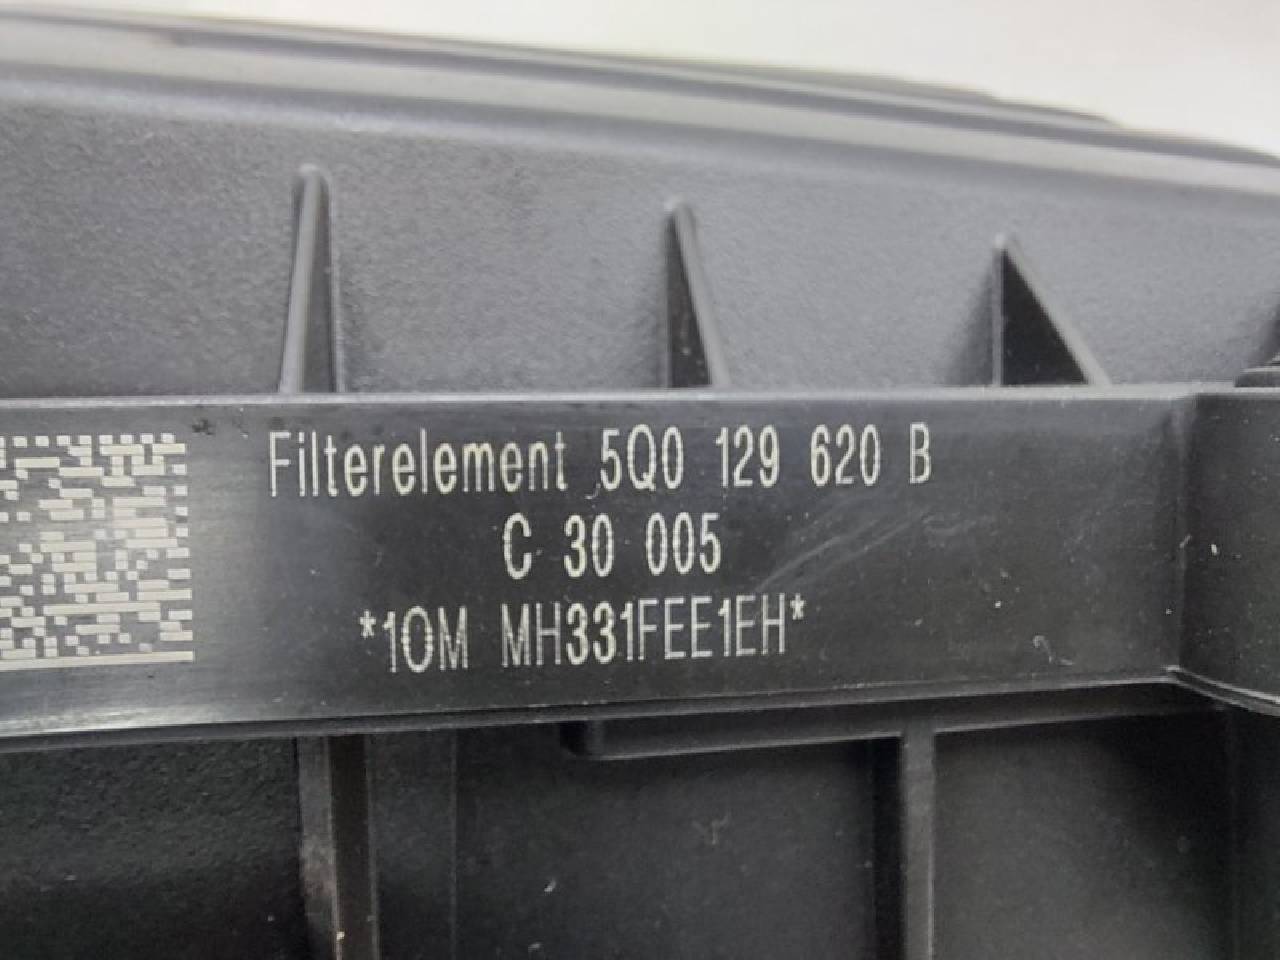 Filterelement 5Q0 129 620 B
C 30 005
*10M MH331FEE1EH*